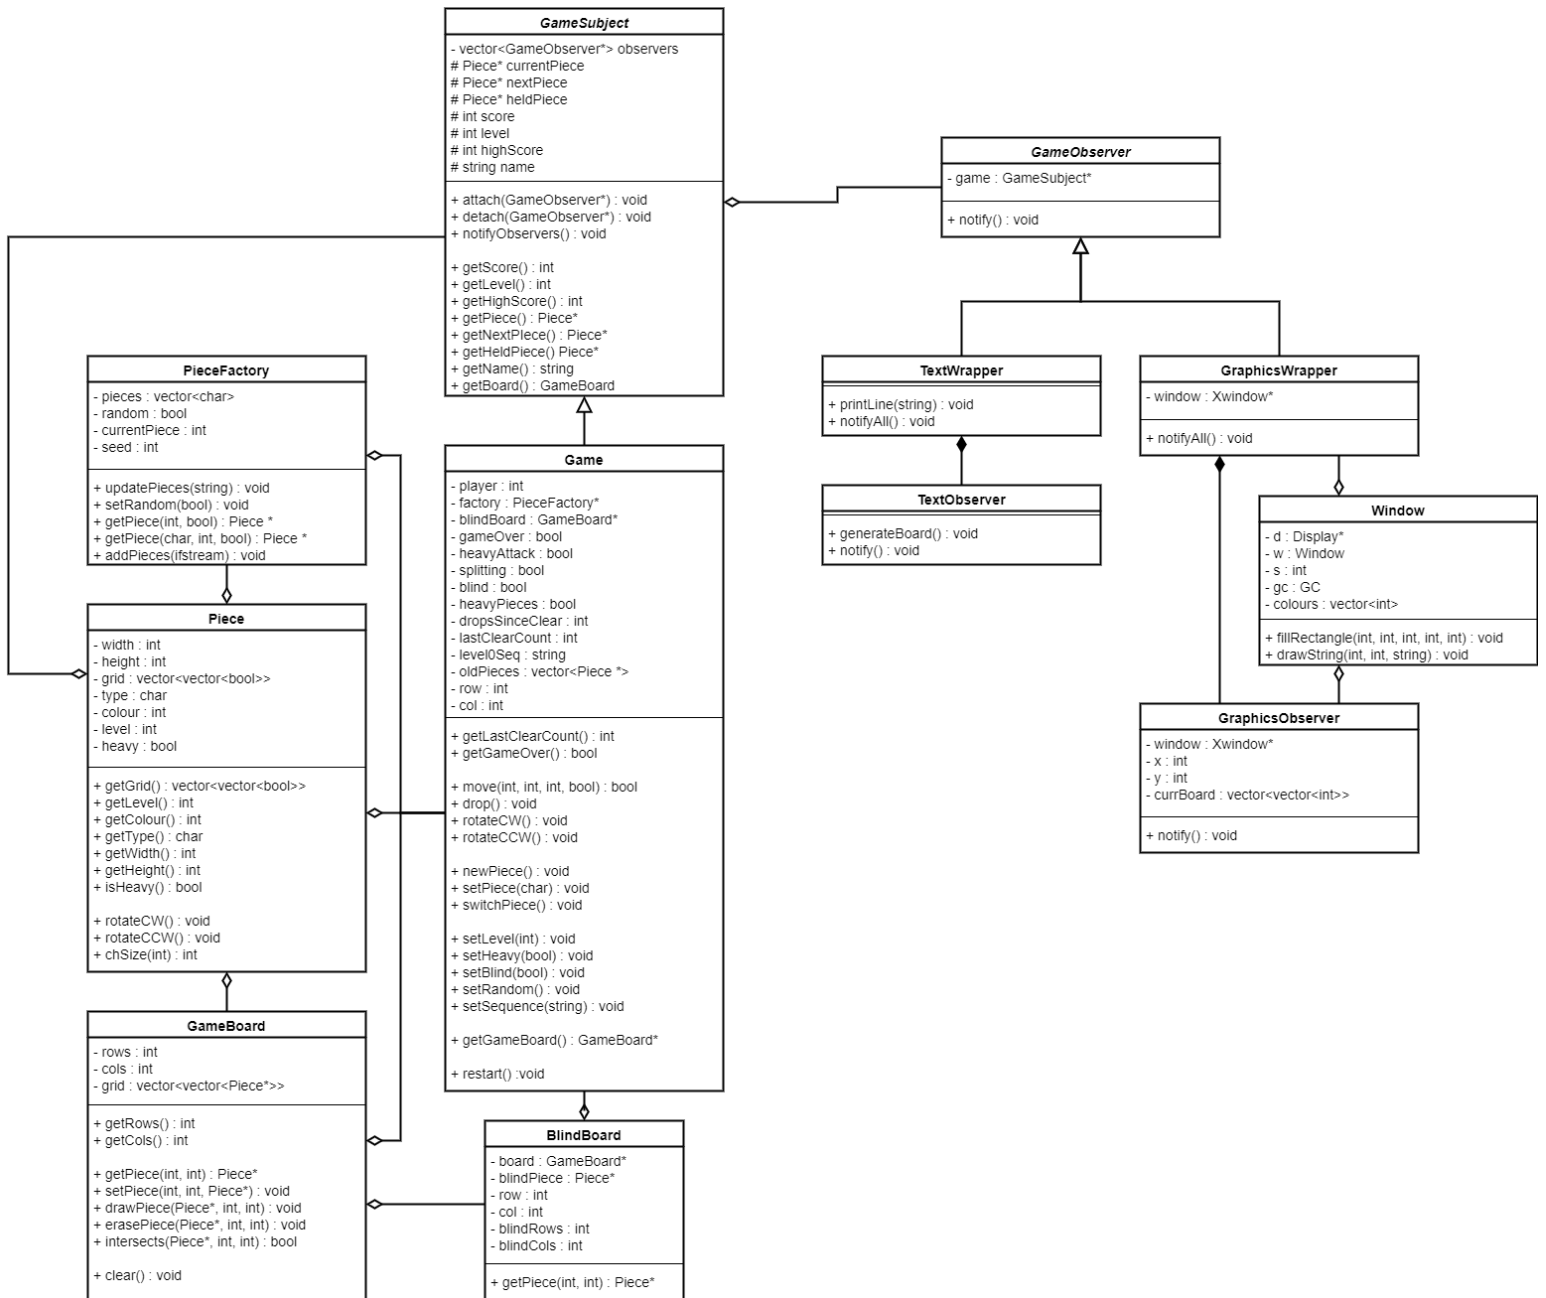 GameSubject
- vector<GameObserver*> observers
# Piece* currentPiece
# Piece* nextPiece
# Piece* heldPiece
# int score
# int level
# int highScore
# string name
+ attach(GameObserver*) : void
+ detach(GameObserver*) : void
+ notifyObservers() : void
+ getScore() : int
+ getLevel() : int
+ getHighScore() : int
+ getPiece() : Piece*
+ getNextPIece() : Piece*
+ getHeldPiece() Piece*
+ getName() : string
+ getBoard() : GameBoard
GameObserver
- game : GameSubject*
+ notify() : void
PieceFactory
- pieces : vector<char>
- random : bool
- currentPiece : int
- seed : int
+ updatePieces(string) : void
+ setRandom(bool) : void
+ getPiece(int, bool) : Piece *
+ getPiece(char, int, bool) : Piece *
+ addPieces(ifstream) : void
TextWrapper
+ printLine(string) : void
+ notifyAll() : void
GraphicsWrapper
- window : Xwindow*
+ notifyAll() : void
Game
- player : int
- factory : PieceFactory*
- blindBoard : GameBoard*
- gameOver : bool
- heavyAttack : bool
- splitting : bool
- blind : bool
- heavyPieces : bool
- dropsSinceClear : int
- lastClearCount : int
- level0Seq : string
- oldPieces : vector<Piece *>
- row : int
- col : int
+ getLastClearCount() : int
+ getGameOver() : bool
+ move(int, int, int, bool) : bool
+ drop() : void
+ rotateCW() : void
+ rotateCCW() : void
+ newPiece() : void
+ setPiece(char) : void
+ switchPiece() : void
+ setLevel(int) : void
+ setHeavy(bool) : void
+ setBlind(bool) : void
+ setRandom() : void
+ setSequence(string) : void
+ getGameBoard() : GameBoard*
+ restart() :void
TextObserver
+ generateBoard() : void
+ notify() : void
Window
- d : Display*
- w : Window
- s : int
- gc : GC
- colours : vector<int>
+ fillRectangle(int, int, int, int, int) : void
+ drawString(int, int, string) : void
Piece
- width : int
- height : int
- grid : vector<vector<bool>>
- type : char
- colour : int
- level : int
- heavy : bool
+ getGrid() : vector<vector<bool>>
+ getLevel() : int
+ getColour() : int
+ getType() : char
+ getWidth() : int
+ getHeight() : int
+ isHeavy() : bool
+ rotateCW() : void
+ rotateCCW() : void
+ chSize(int) : int
GraphicsObserver
- window : Xwindow*
- x : int
- y : int
- currBoard : vector<vector<int>>
+ notify() : void
GameBoard
- rows : int
- cols : int
- grid : vector<vector<Piece*>>
+ getRows() : int
+ getCols() : int
+ getPiece(int, int) : Piece*
+ setPiece(int, int, Piece*) : void
+ drawPiece(Piece*, int, int) : void
+ erasePiece(Piece*, int, int) : void
+ intersects(Piece*, int, int) : bool
+ clear() : void
BlindBoard
- board : GameBoard*
- blindPiece : Piece*
- row : int
- col : int
- blindRows : int
- blindCols : int
+ getPiece(int, int) : Piece*